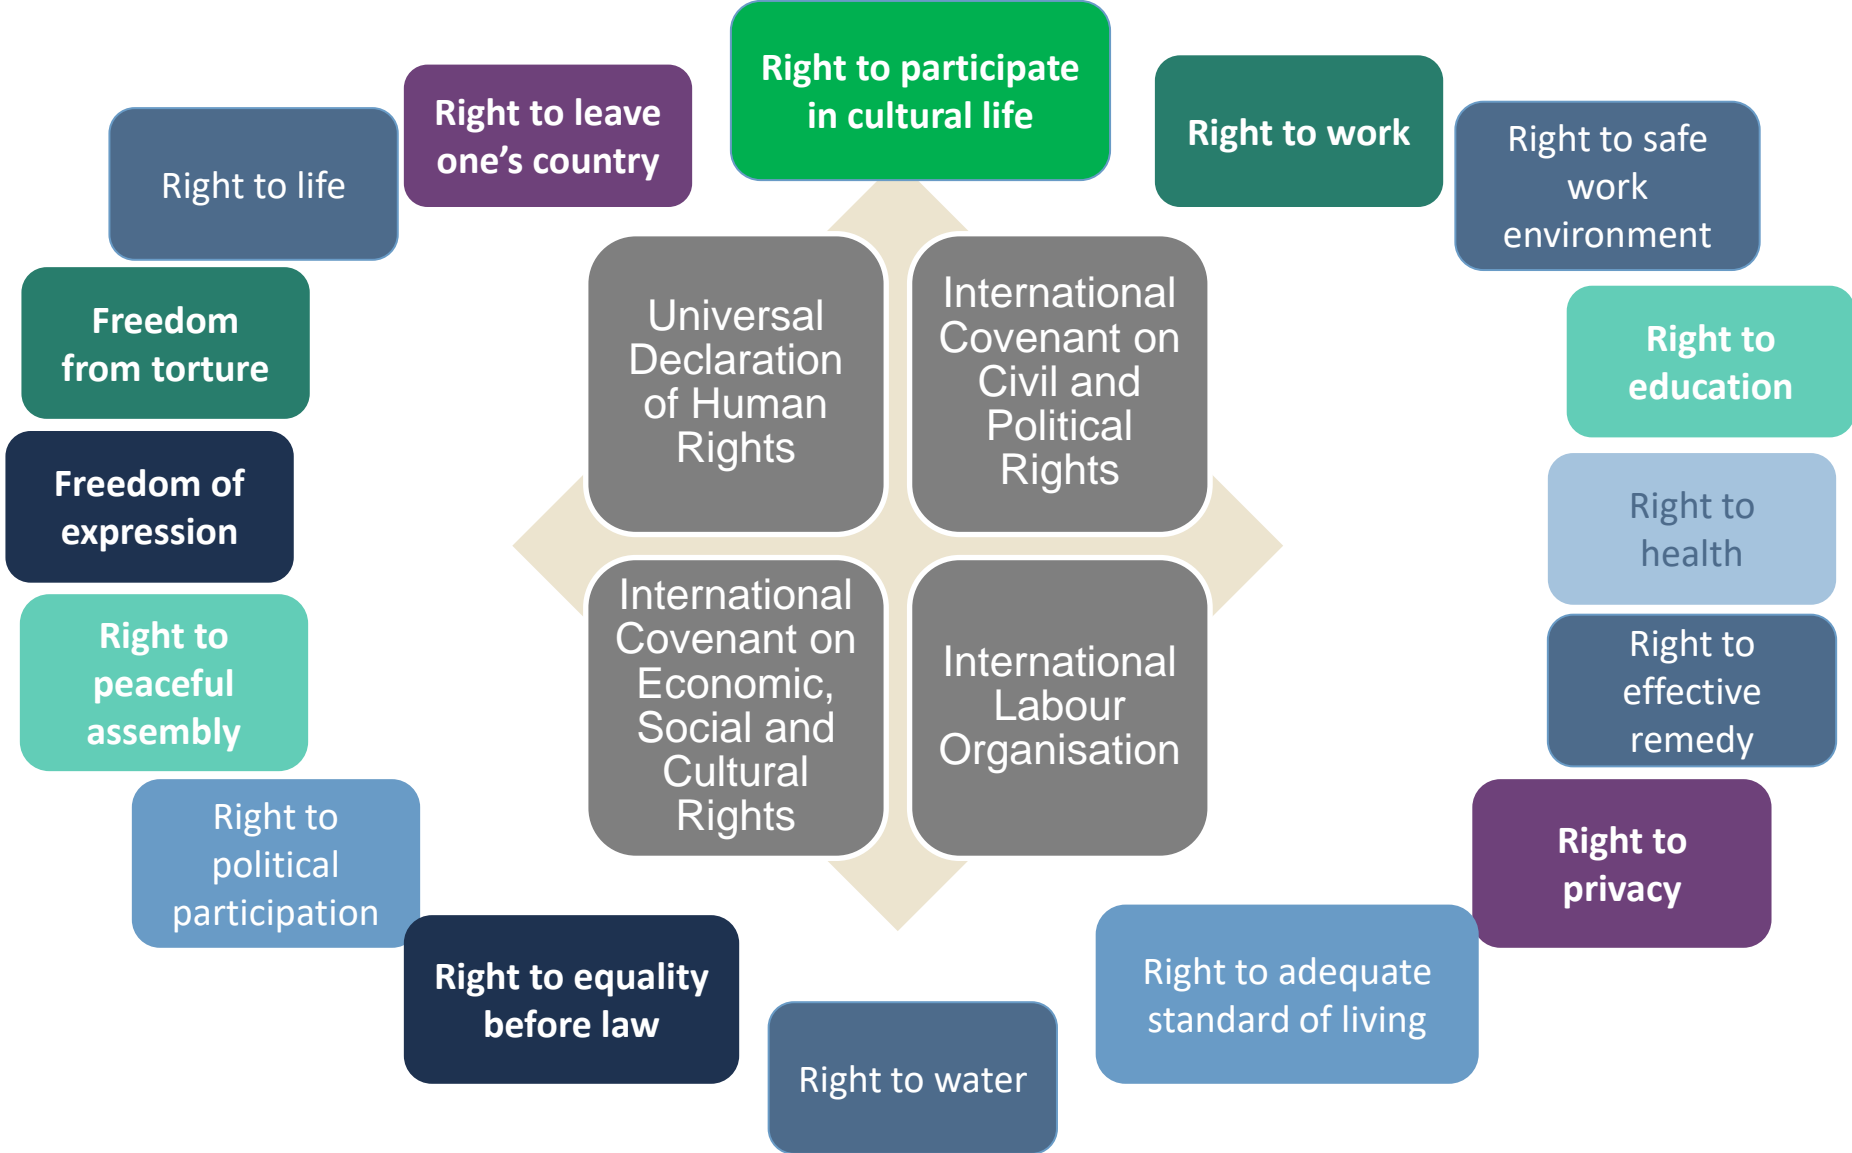 Right to participate
in cultural life
Right to leave
one’s country
Right to work
Right to life
Right to safe
work
environment
Freedom
from torture
Universal
Declaration
of Human
Rights
International
Covenant on
Civil and
Political
Rights
Right to
education
Freedom of
expression
Right to
health
International
Covenant on
Economic,
Social and
Cultural
Rights
International
Labour
Organisation
Right to
peaceful
assembly
Right to
effective
remedy
Right to
political
participation
Right to
privacy
Right to equality
before law
Right to adequate
standard of living
Right to water